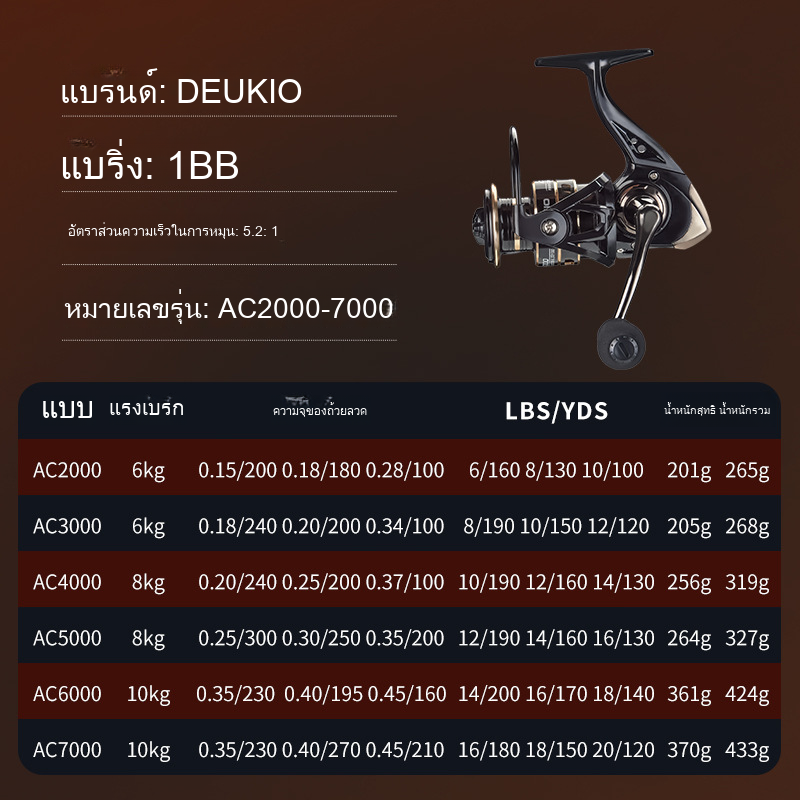 แบรนด์: DEUKIO
แบริ่ง: 1BB
อัตราส่วนความเร็วในการหมุน: 5.2: 1
หมายเลขรุ่น: AC2000-7000
แบบ แรงเบรก ความจุของถ้วยลวด LBS/YDS น้ำหนักสุทธิ น้ำหนักรวม
AC2000 6kg 0.15/200 0.18/180 0.28/100 6/160 8/130 10/100 201g 265g
AC3000 6kg 0.18/240 0.20/200 0.34/100 8/190 10/150 12/120 205g 268g
AC4000 8kg 0.20/240 0.25/200 0.37/100 10/190 12/160 14/130 256g 319g
AC5000 8kg 0.25/300 0.30/250 0.35/200 12/190 14/160 16/130 264g 327g
AC6000 10kg 0.35/230 0.40/195 0.45/160 14/200 16/170 18/140 361g 424g
AC7000 10kg 0.35/230 0.40/270 0.45/210 16/180 18/150 20/120 370g 433g